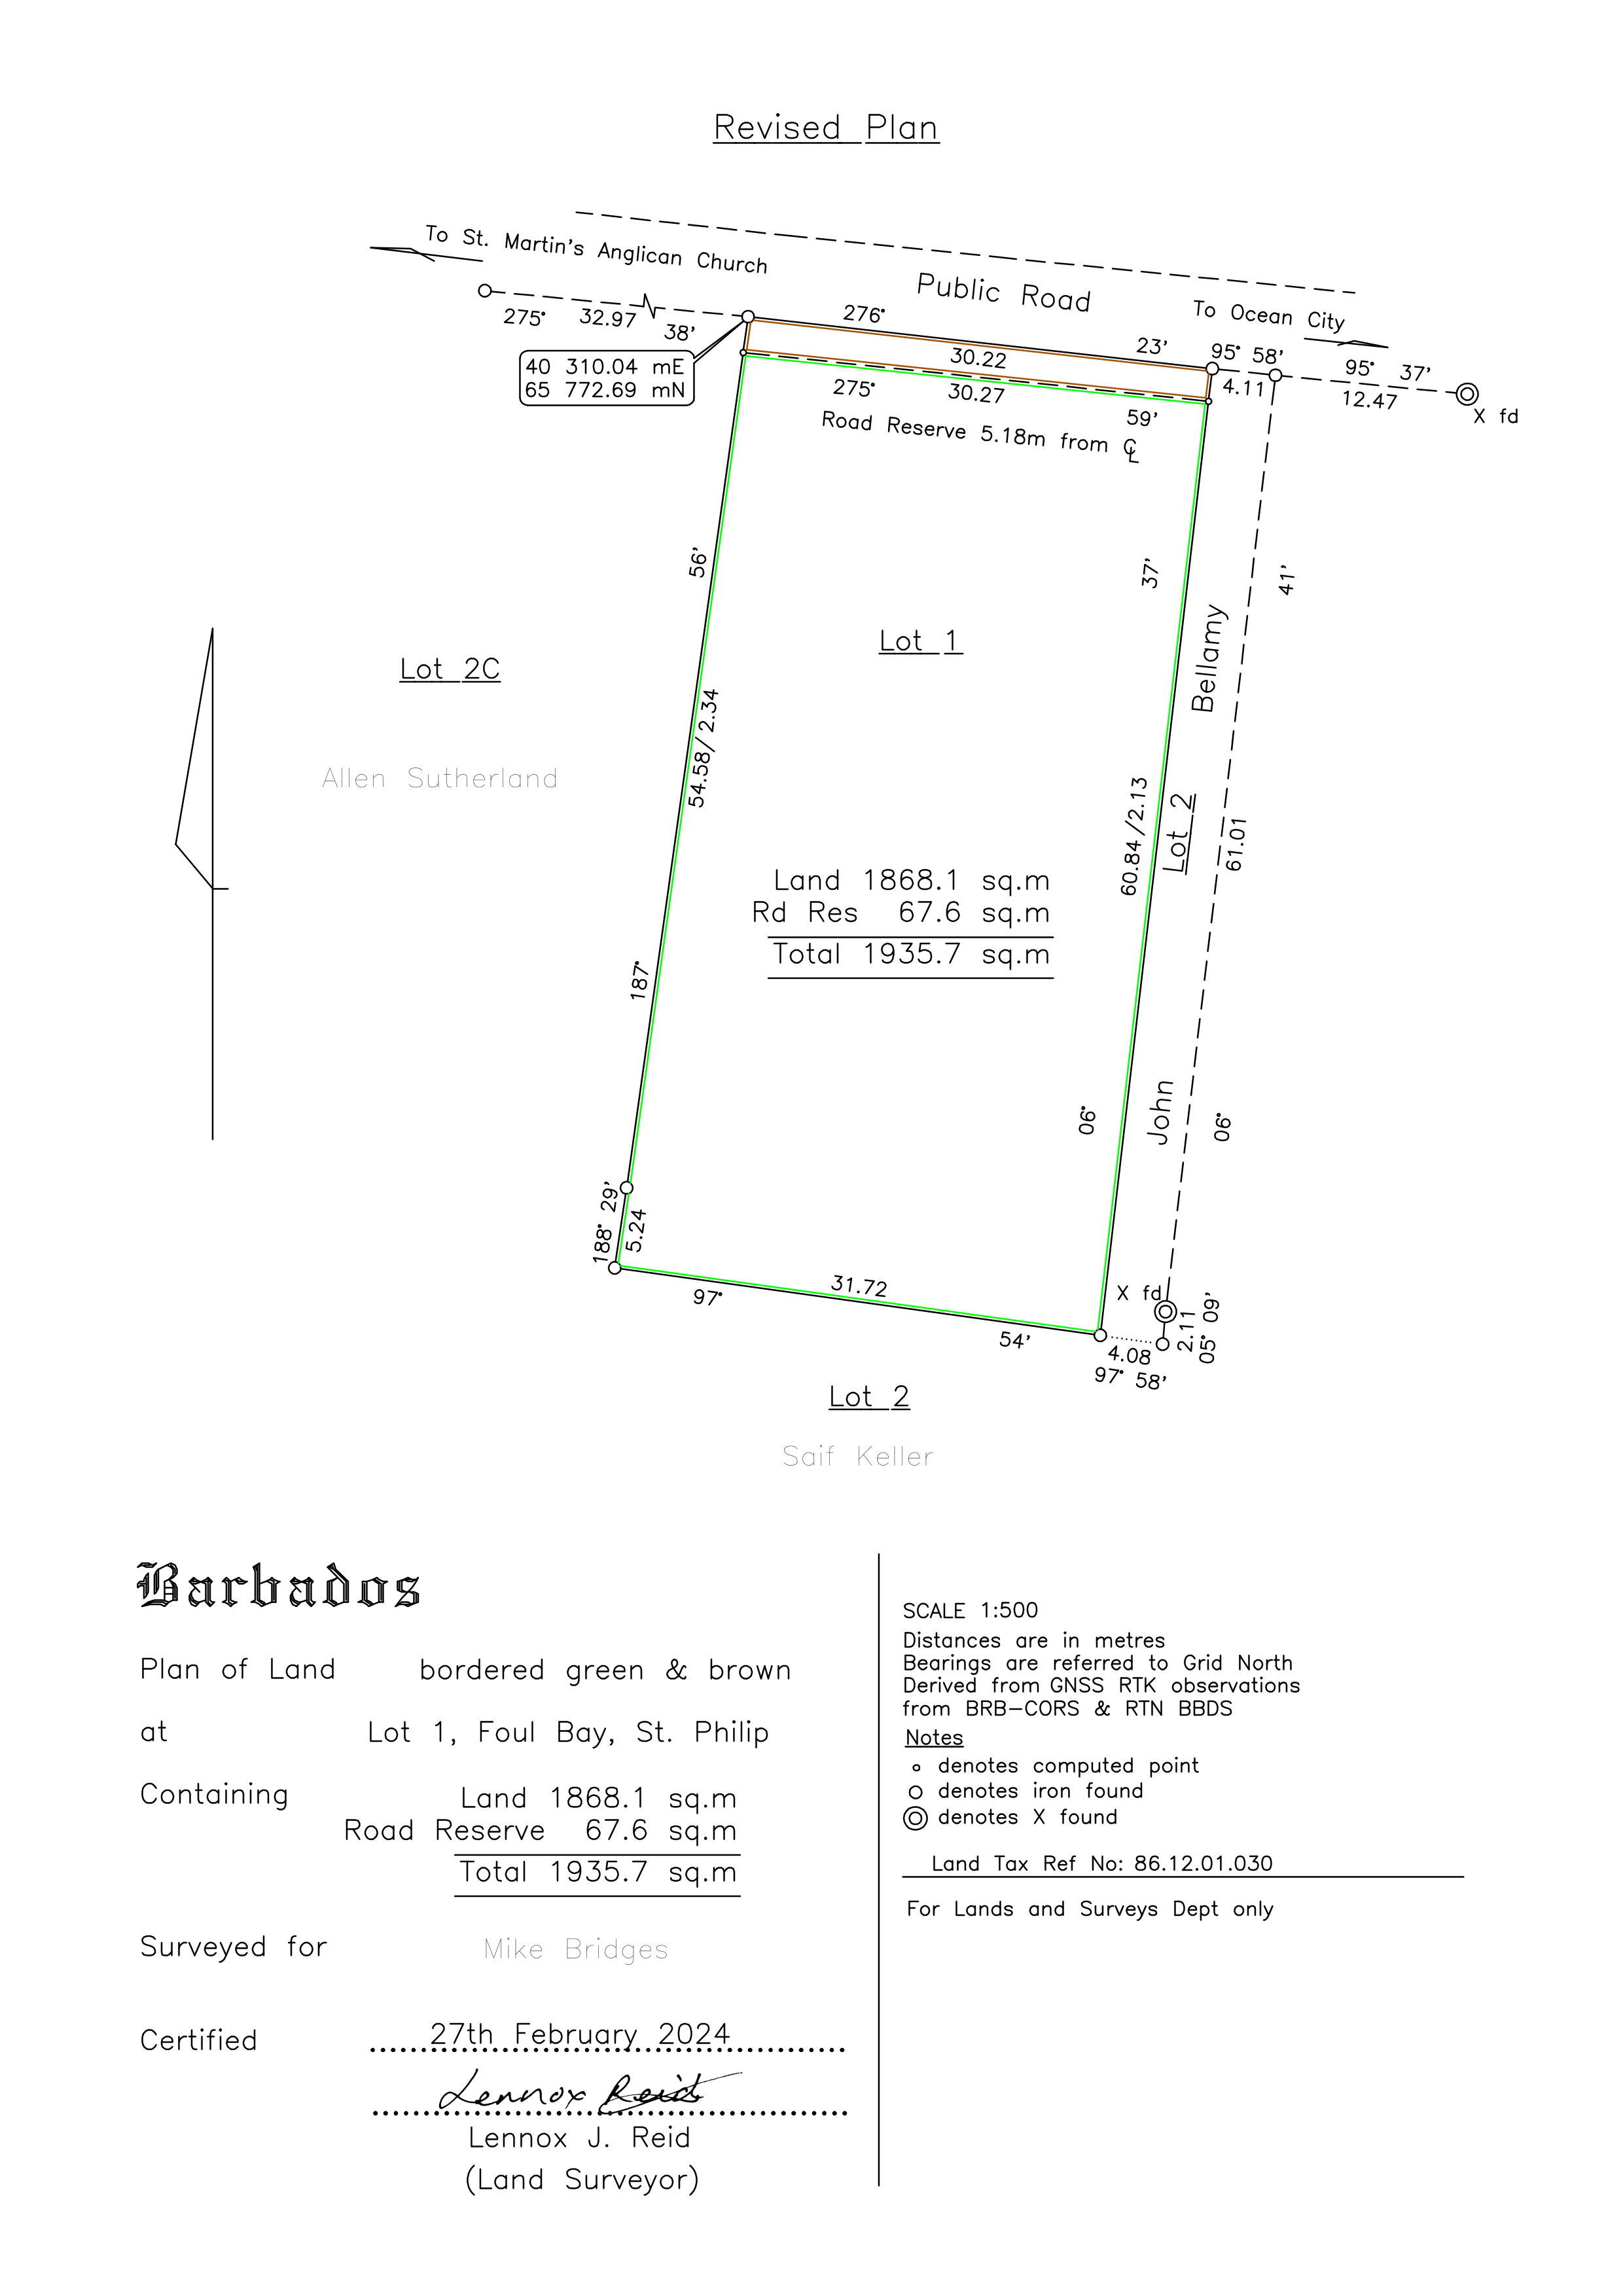 Revised Plan
To St. Martin's Anglican Church
Public Road
To Ocean City
275° 32.97 38'
276° 30.22 23'
95° 58'
4.11
95° 37'
12.47
X fd
40 310.04 mE
65 772.69 mN
275° 30.27 59'
Road Reserve 5.18m from ℄
187° 54.58/2.34 56'
06° 60.84/2.13 37'
06° 61.01 41'
Lot 1
Lot 2C
Allen Sutherland
John Bellamy
Lot 2
Land 1868.1 sq.m
Rd Res 67.6 sq.m
Total 1935.7 sq.m
188° 29'
5.24
97° 31.72 54'
X fd
2.11
05° 09'
4.08
97° 58'
Lot 2
Saif Keller
Barbados
Plan of Land bordered green & brown
at Lot 1, Foul Bay, St. Philip
Containing Land 1868.1 sq.m
Road Reserve 67.6 sq.m
Total 1935.7 sq.m
Surveyed for Mike Bridges
Certified 27th February 2024
Lennox Reid
Lennox J. Reid
(Land Surveyor)
SCALE 1:500
Distances are in metres
Bearings are referred to Grid North
Derived from GNSS RTK observations
from BRB-CORS & RTN BBDS
Notes
denotes computed point
denotes iron found
denotes X found
Land Tax Ref No: 86.12.01.030
For Lands and Surveys Dept only